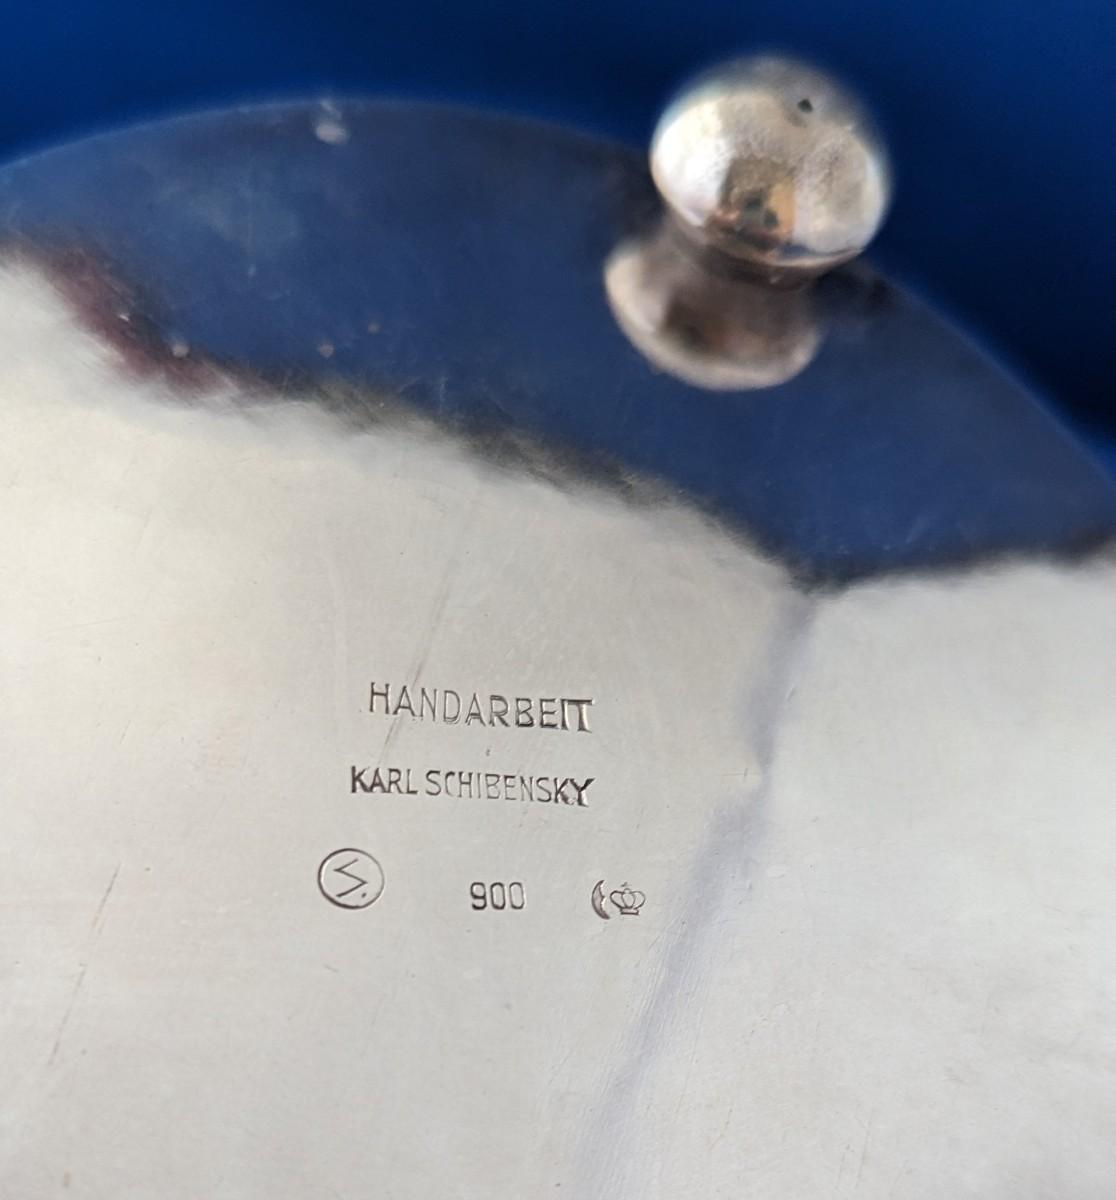 HANDARBEIT
KARL SCHIBENSKY
S. 900